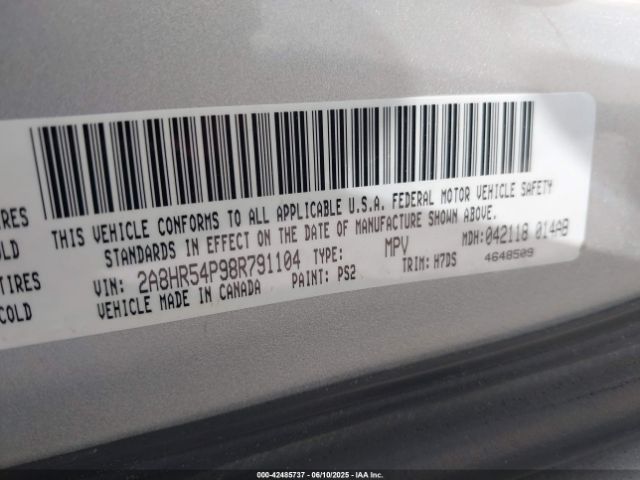 THIS VEHICLE CONFORMS TO ALL APPLICABLE U.S.A. FEDERAL MOTOR VEHICLE SAFETY
STANDARDS IN EFFECT ON THE DATE OF MANUFACTURE SHOWN ABOVE.
VIN: 2A8HR54P98R791104 TYPE: MPV MDH: 042118 014AB
VEHICLE MADE IN CANADA PAINT: PS2 TRIM: H7DS 4648509
IRES
OLD
TIRES
COLD
000-42485737 - 06/10/2025 - IAA Inc.